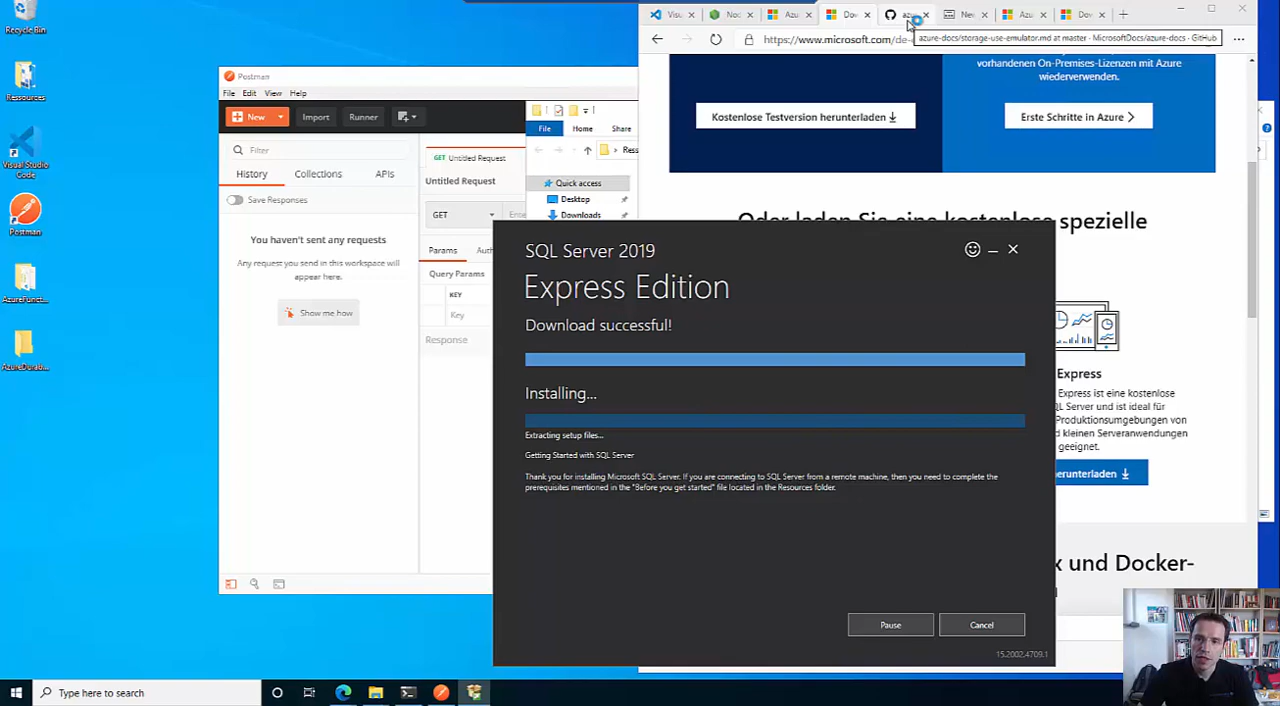 Recycle Bin
Ressources
Visual Studio
Code
Postman
AzureFunct...
AzureDurab...
Postman
File Edit View Help
New
Import
Runner
Filter
History
Collections
APIs
Save Responses
You haven't sent any requests
Any request you send in this workspace will
appear here.
Show me how
GET Untitled Request
Untitled Request
GET
Params
Query Params
KEY
Key
Response
File
Home
Share
Quick access
Desktop
Downloads
azure-docs/storage-use-emulator.md at master · MicrosoftDocs/azure-docs · GitHub
https://www.microsoft.com/de-
vorhandenen On-Premises-Lizenzen mit Azure
wiederverwenden.
Kostenlose Testversion herunterladen
Erste Schritte in Azure
Oder laden Sie eine kostenlose spezielle
SQL Server 2019
Express Edition
Download successful!
Installing...
Extracting setup files...
Getting Started with SQL Server
Thank you for installing Microsoft SQL Server. If you are connecting to SQL Server from a remote machine, then you need to complete the
prerequisites mentioned in the "Before you get started" file located in the Resources folder.
Pause
Cancel
15.2002.4709.1
Express
Express ist eine kostenlose
SQL Server und ist ideal für
Produktionsumgebungen von
kleinen Serveranwendungen
geeignet.
herunterladen
x und Docker-
Type here to search